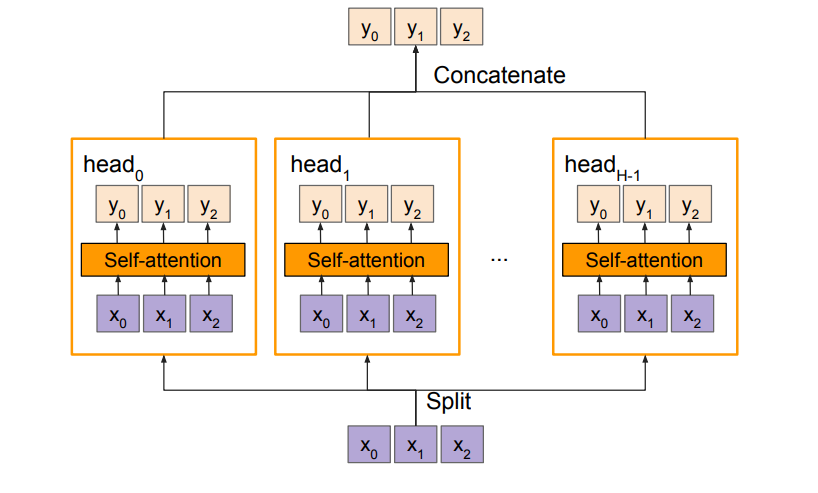 y0 y1 y2
Concatenate
head0 head1 headH-1
y0 y1 y2 y0 y1 y2 y0 y1 y2
Self-attention Self-attention ... Self-attention
x0 x1 x2 x0 x1 x2 x0 x1 x2
Split
x0 x1 x2